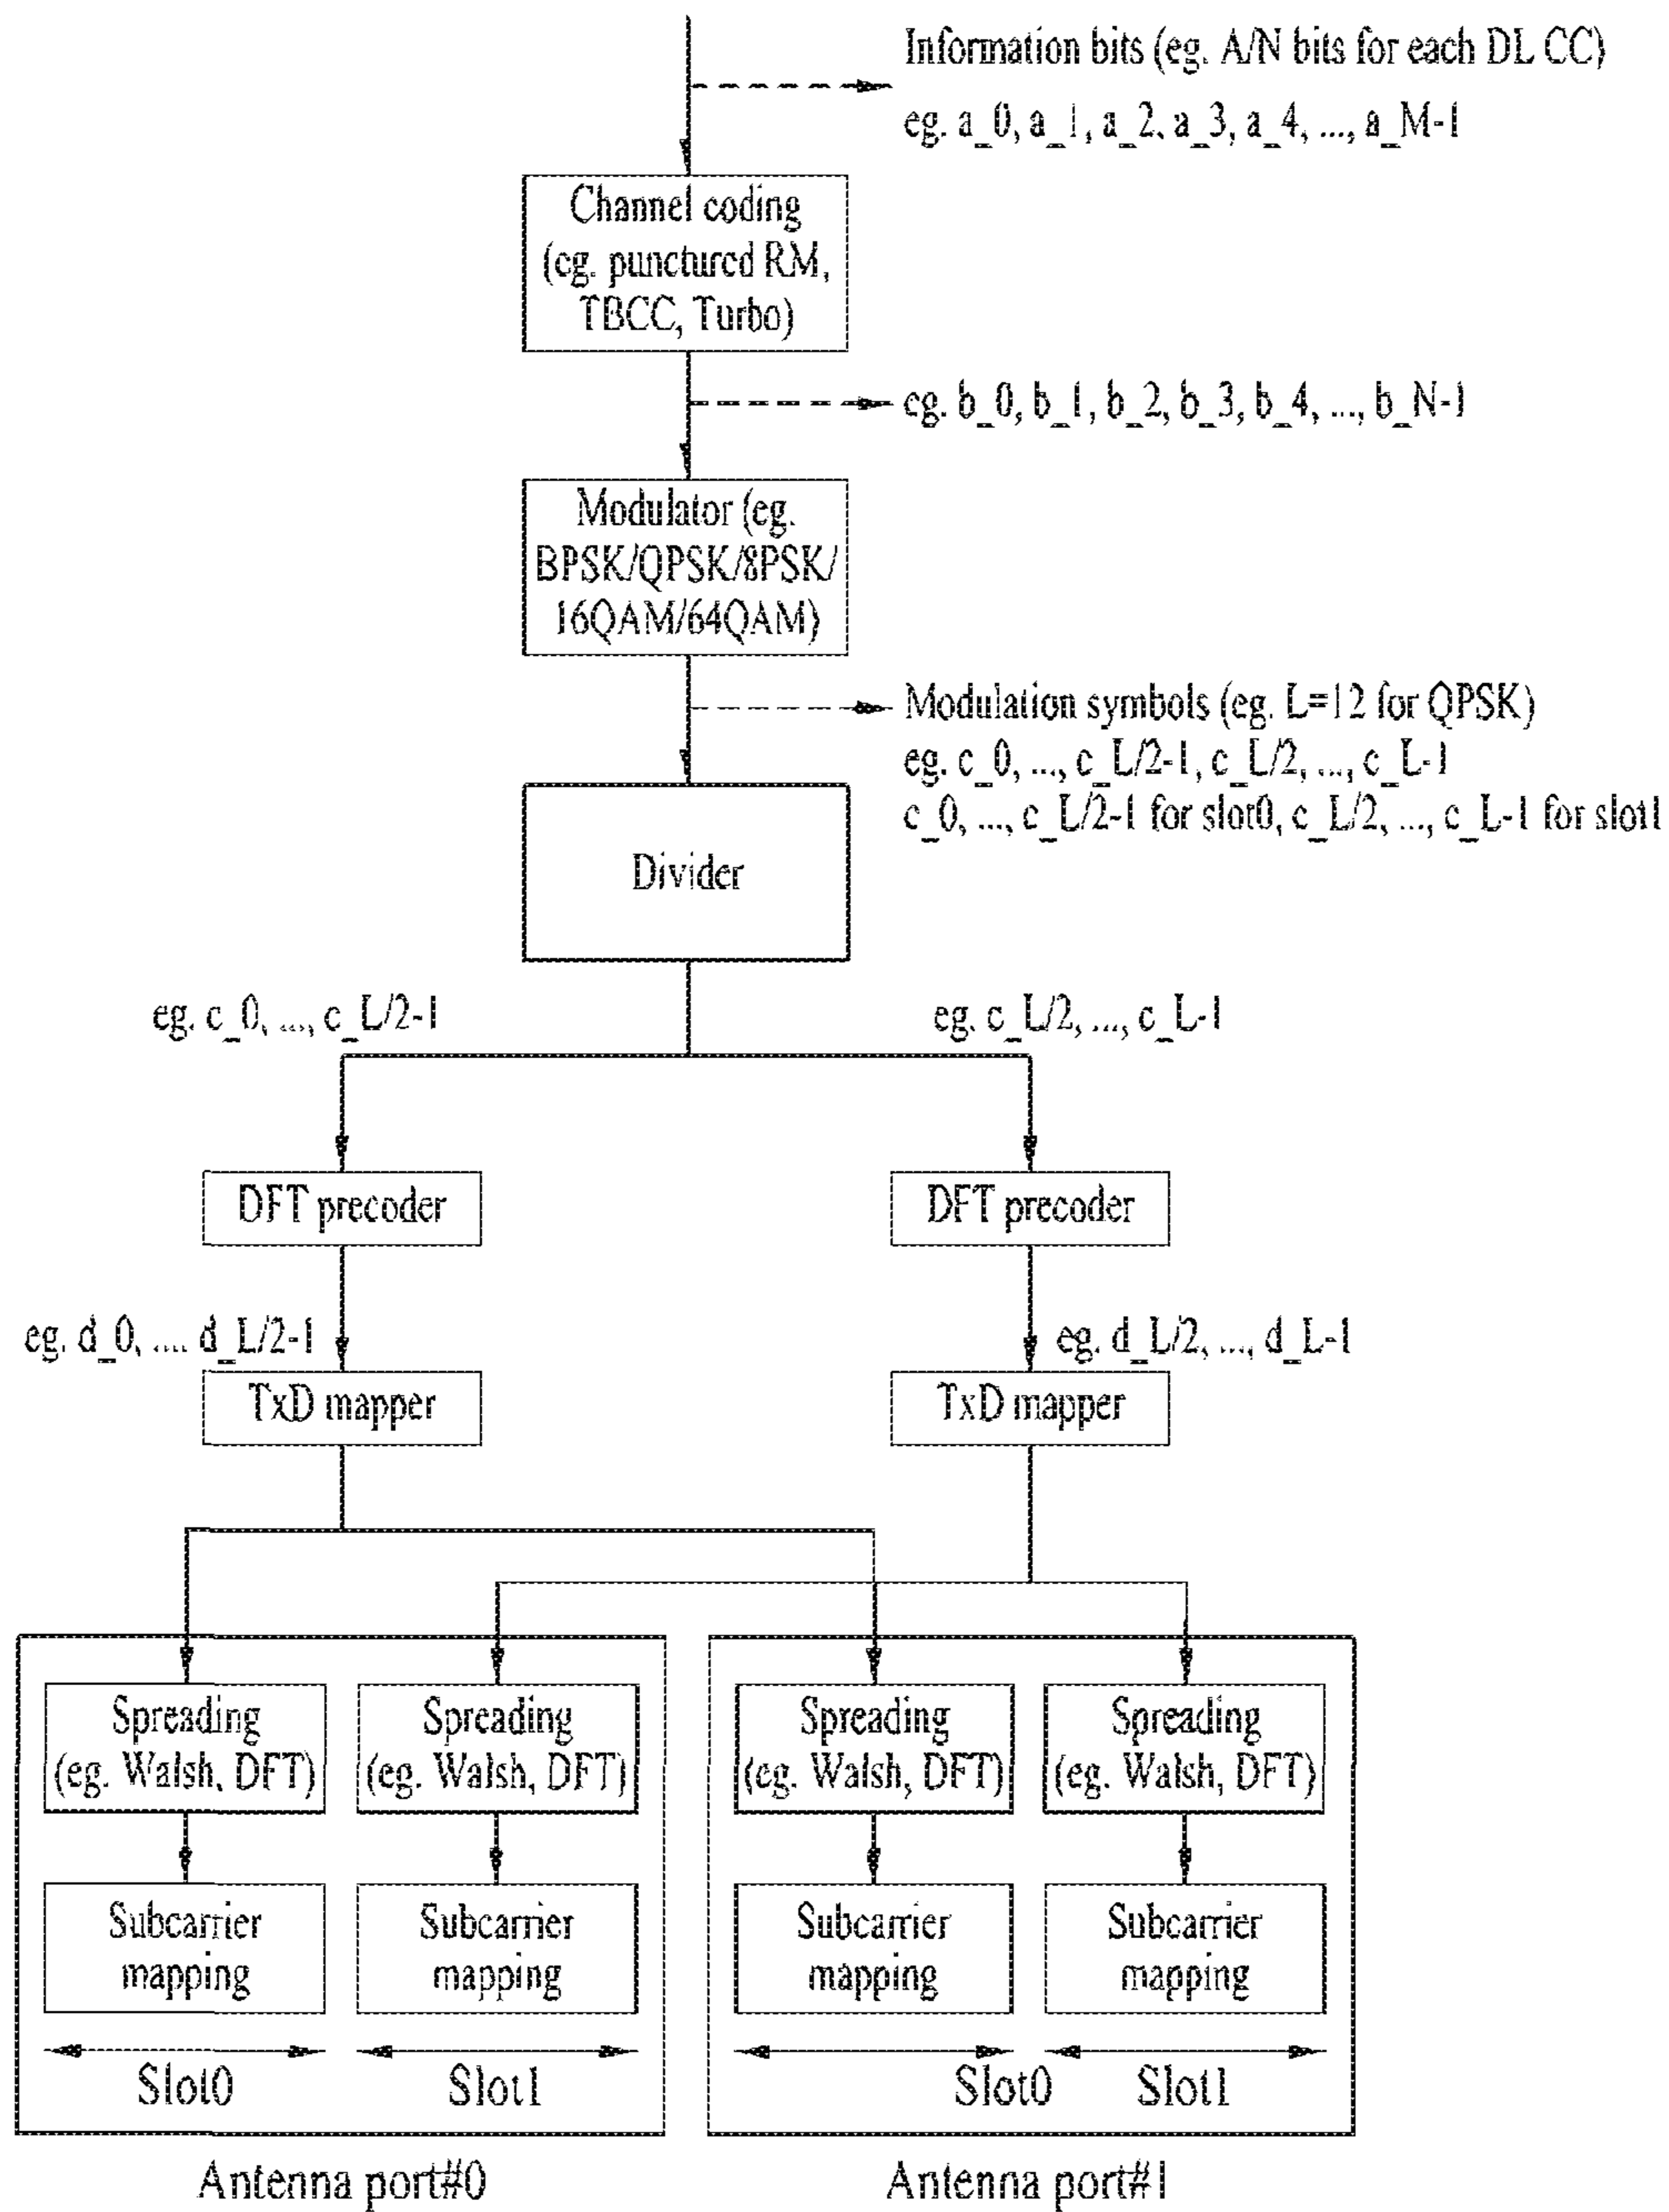 Information bits (eg. A/N bits for each DL CC)
eg. a_0, a_1, a_2, a_3, a_4, ..., a_M-1
Channel coding
(eg. punctured RM,
TBCC, Turbo)
eg. b_0, b_1, b_2, b_3, b_4, ..., b_N-1
Modulator (eg.
BPSK/QPSK/8PSK/
16QAM/64QAM)
Modulation symbols (eg. L=12 for QPSK)
eg. c_0, ..., c_L/2-1, c_L/2, ..., c_L-1
c_0, ..., c_L/2-1 for slot0, c_L/2, ..., c_L-1 for slot1
Divider
eg. c_0, ..., c_L/2-1
eg. c_L/2, ..., c_L-1
DFT precoder
DFT precoder
eg. d_0, .... d_L/2-1
eg. d_L/2, ..., d_L-1
TxD mapper
TxD mapper
Spreading
(eg. Walsh, DFT)
Spreading
(eg. Walsh, DFT)
Spreading
(eg. Walsh, DFT)
Spreading
(eg. Walsh, DFT)
Subcarrier
mapping
Subcarrier
mapping
Subcarrier
mapping
Subcarrier
mapping
Slot0
Slot1
Slot0
Slot1
Antenna port#0
Antenna port#1